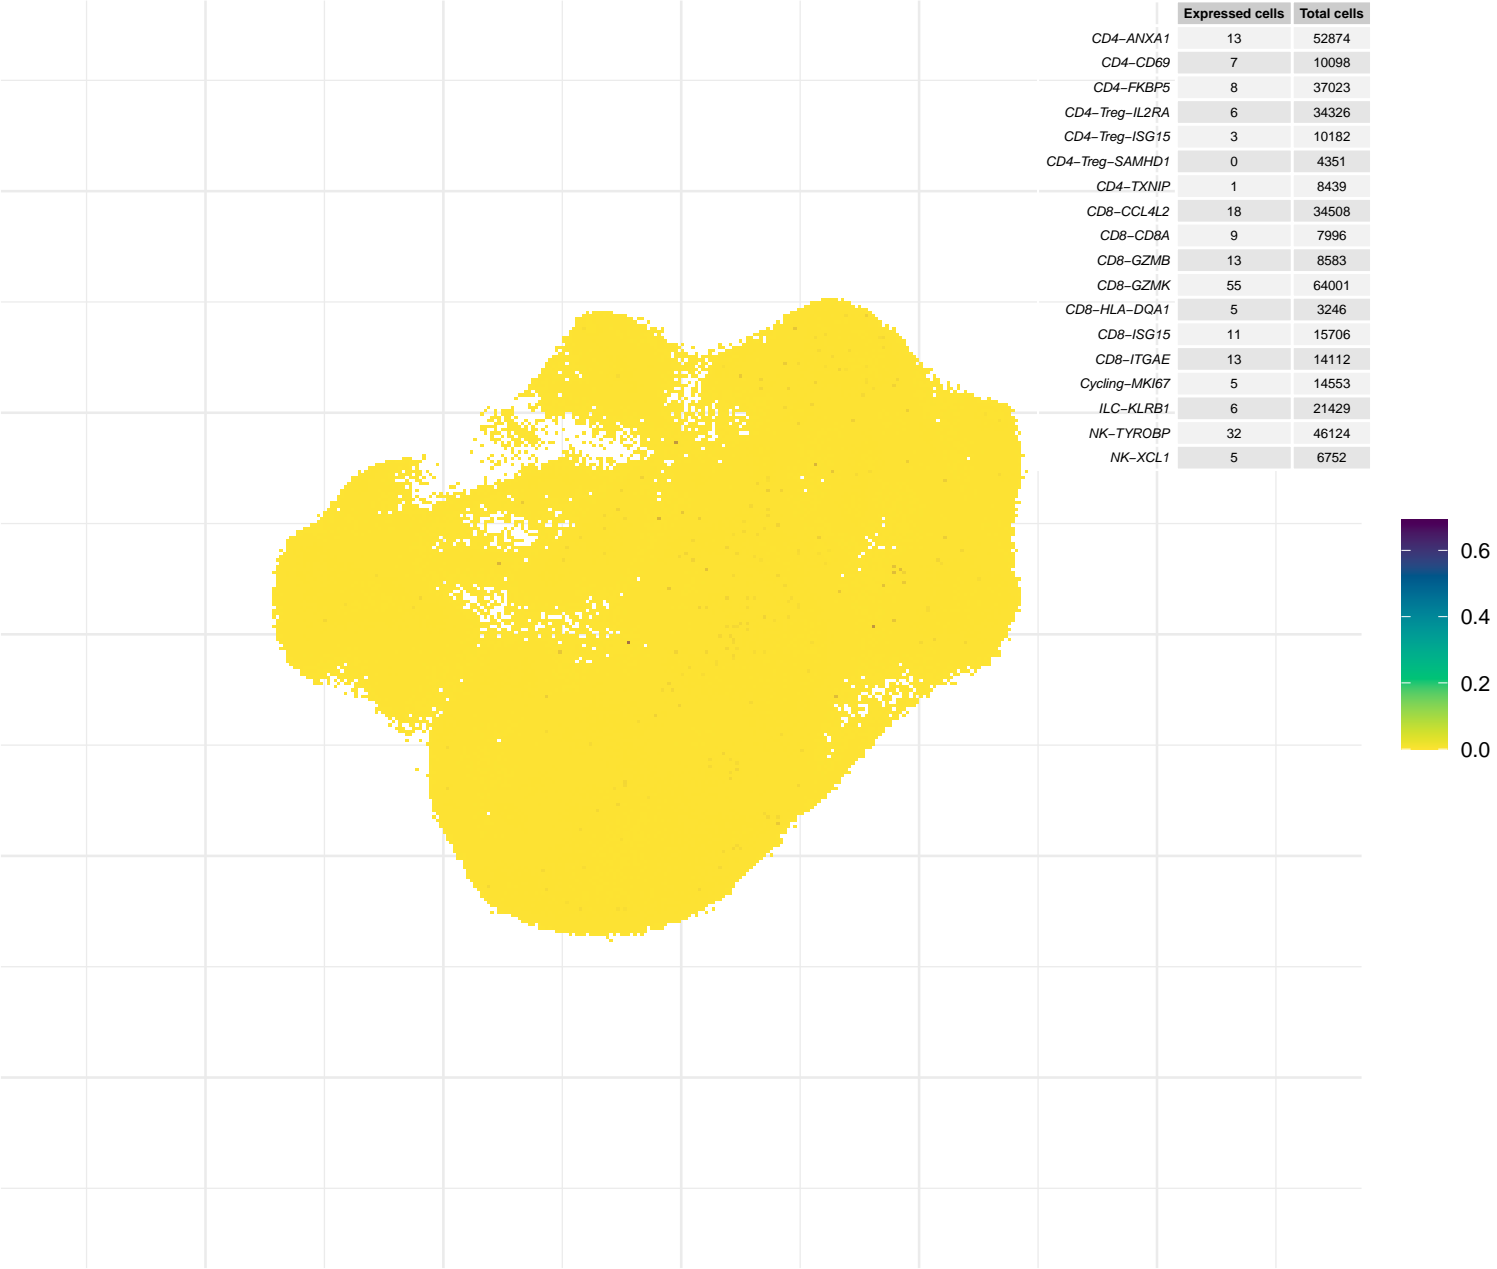 Expressed cells Total cells
CD4−ANXA1 13 52874
CD4−CD69 7 10098
CD4−FKBP5 8 37023
CD4−Treg−IL2RA 6 34326
CD4−Treg−ISG15 3 10182
CD4−Treg−SAMHD1 0 4351
CD4−TXNIP 1 8439
CD8−CCL4L2 18 34508
CD8−CD8A 9 7996
CD8−GZMB 13 8583
CD8−GZMK 55 64001
CD8−HLA−DQA1 5 3246
CD8−ISG15 11 15706
CD8−ITGAE 13 14112
Cycling−MKI67 5 14553
ILC−KLRB1 6 21429
NK−TYROBP 32 46124
NK−XCL1 5 6752
0.6
0.4
0.2
0.0